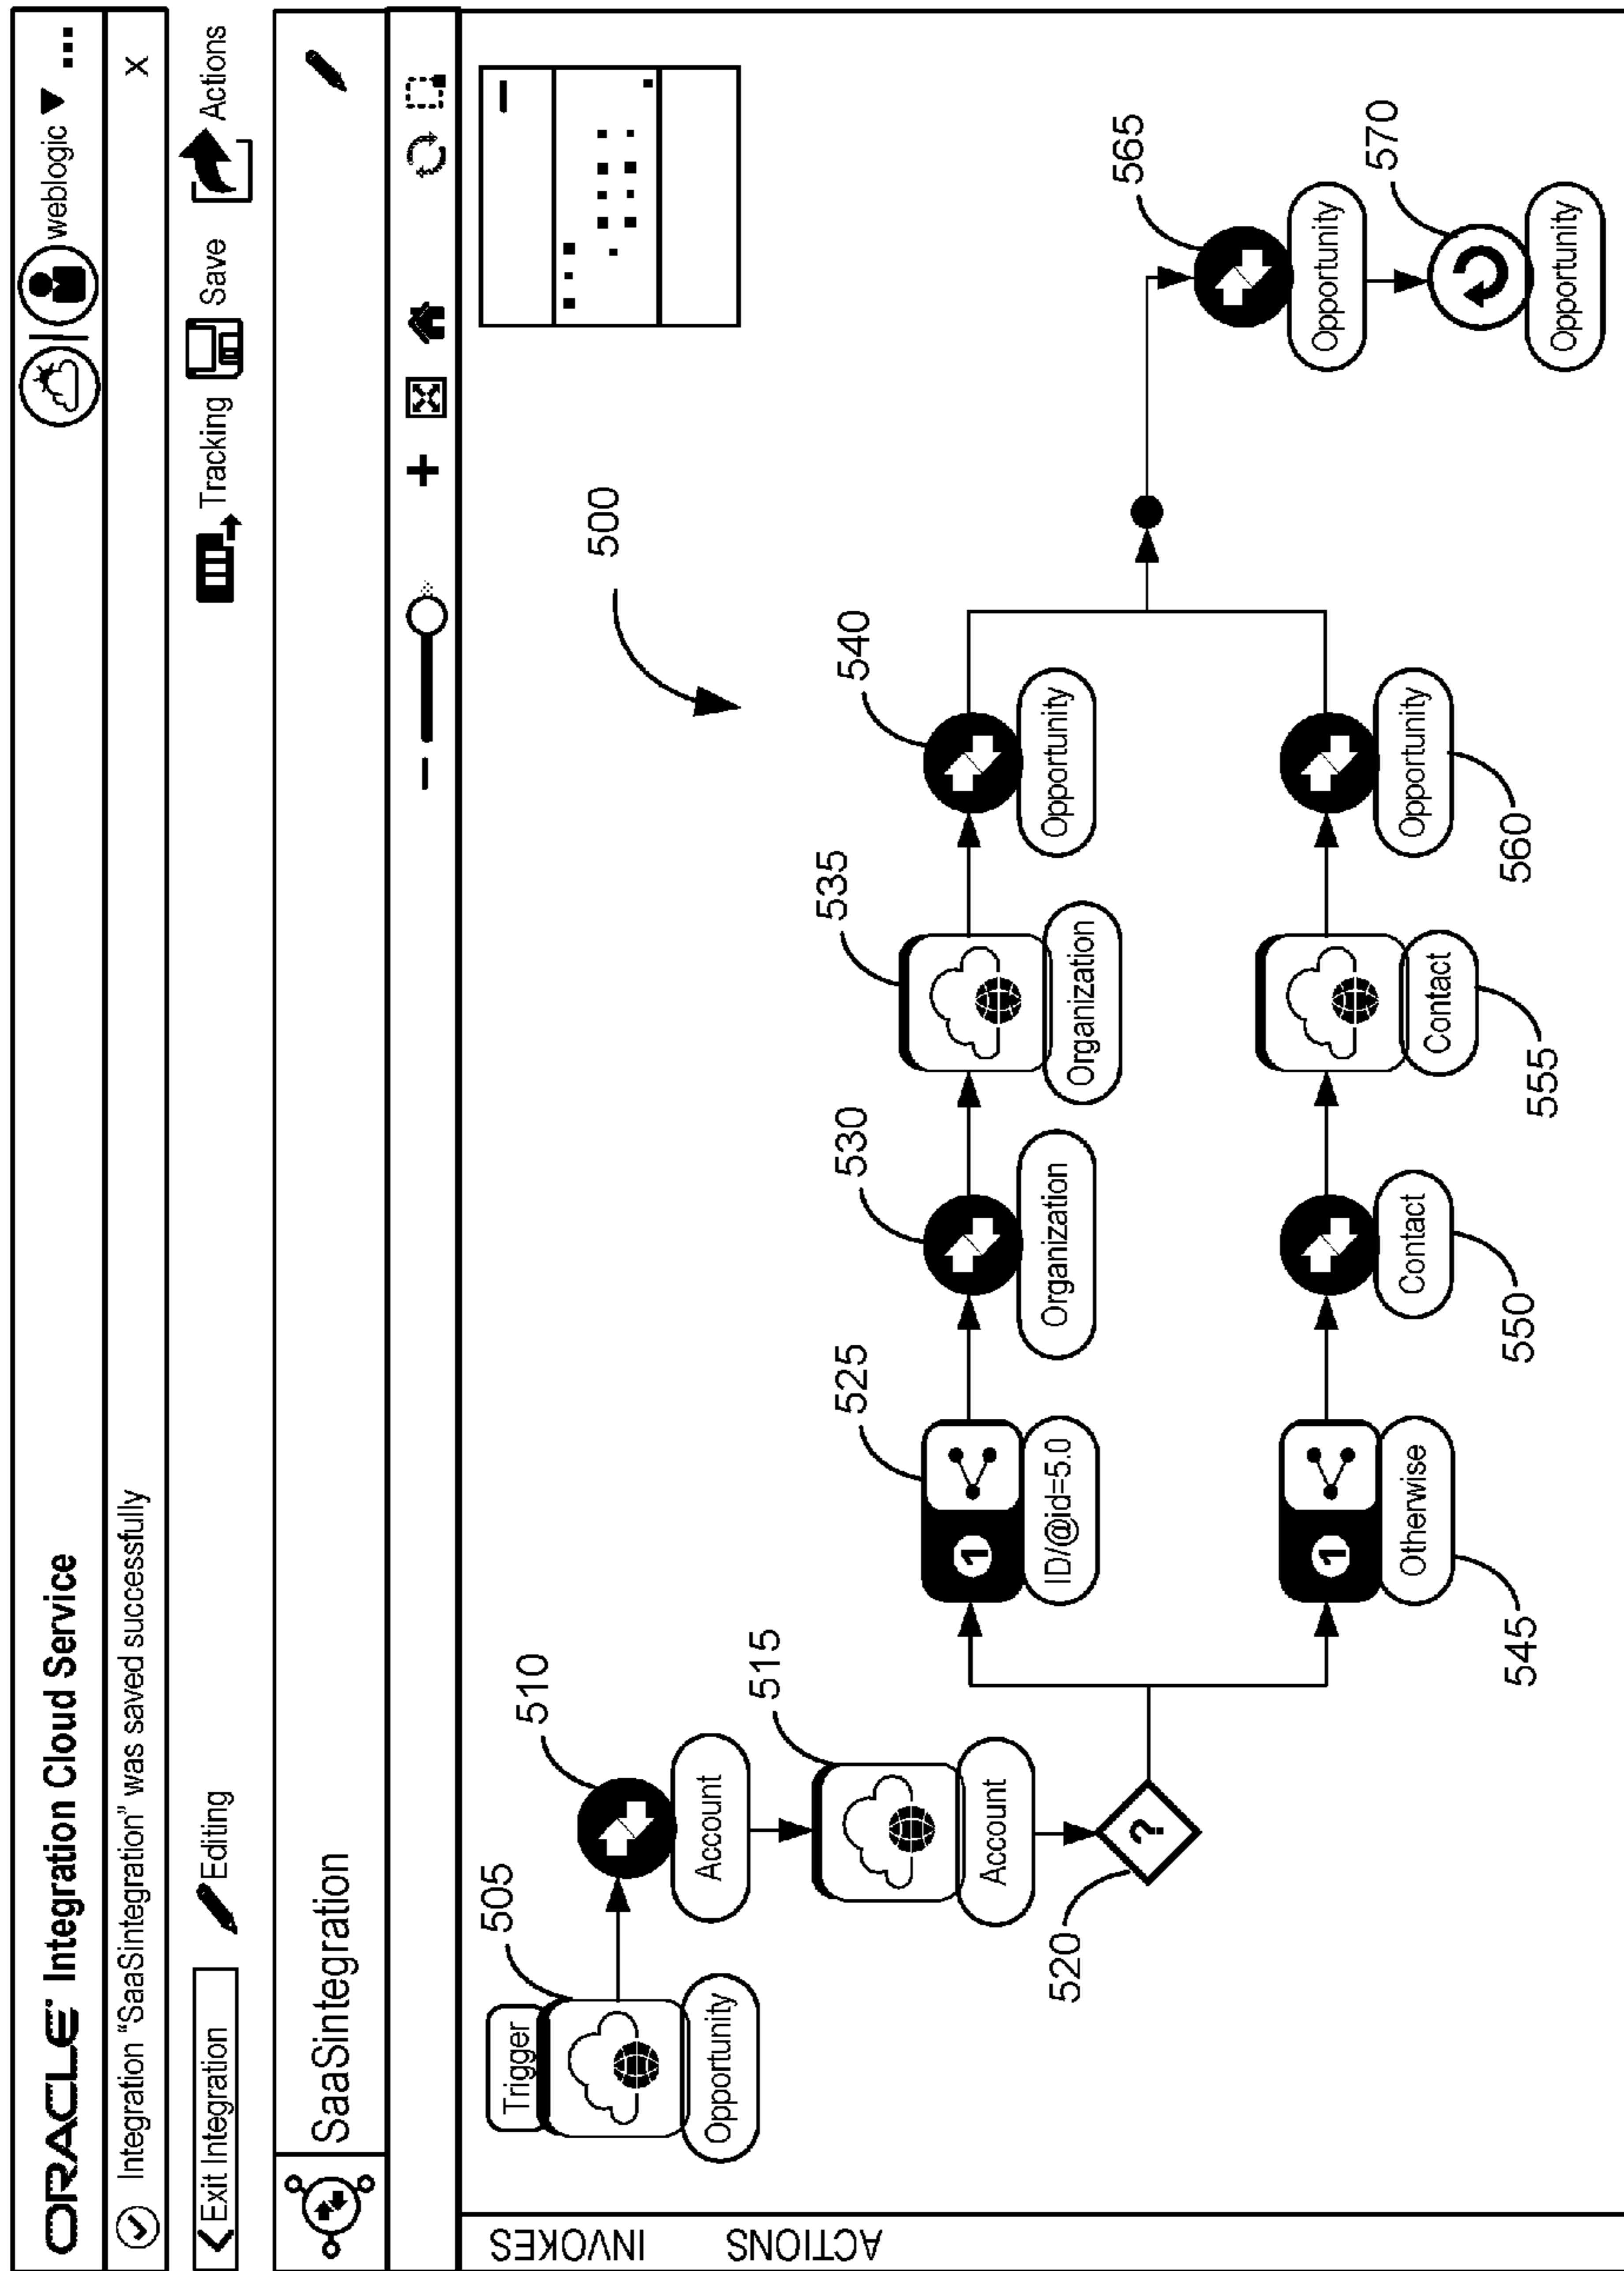 ORACLE Integration Cloud Service
weblogic
Integration "SaaSintegration" was saved successfully
X
Exit Integration
Editing
Tracking
Save
Actions
SaaSintegration
INVOKES
ACTIONS
Trigger
505
Opportunity
510
Account
515
Account
520
?
500
525
1
ID/@id=5.0
530
Organization
535
Organization
540
Opportunity
1
Otherwise
545
Contact
550
Contact
555
Opportunity
560
565
Opportunity
570
Opportunity